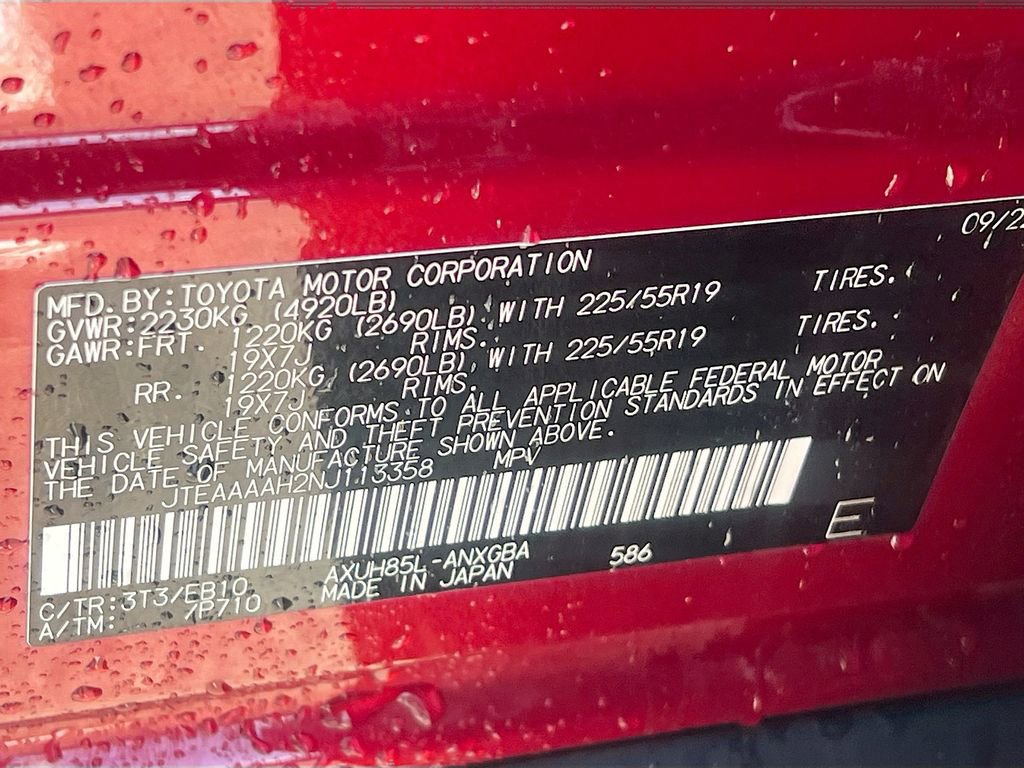 09/22
MFD. BY: TOYOTA MOTOR CORPORATION
GVWR: 2230KG (4920LB)
GAWR: FRT. 1220KG (2690LB) WITH 225/55R19 TIRES.
19X7J RIMS.
RR. 1220KG (2690LB) WITH 225/55R19 TIRES.
19X7J RIMS.
THIS VEHICLE CONFORMS TO ALL APPLICABLE FEDERAL MOTOR
VEHICLE SAFETY AND THEFT PREVENTION STANDARDS IN EFFECT ON
THE DATE OF MANUFACTURE SHOWN ABOVE.
JTEAAAAH2NJ113358 MPV
C/TR: 3T3/EB10 AXUH85L-ANXGBA 586 E
A/TM: /P710 MADE IN JAPAN